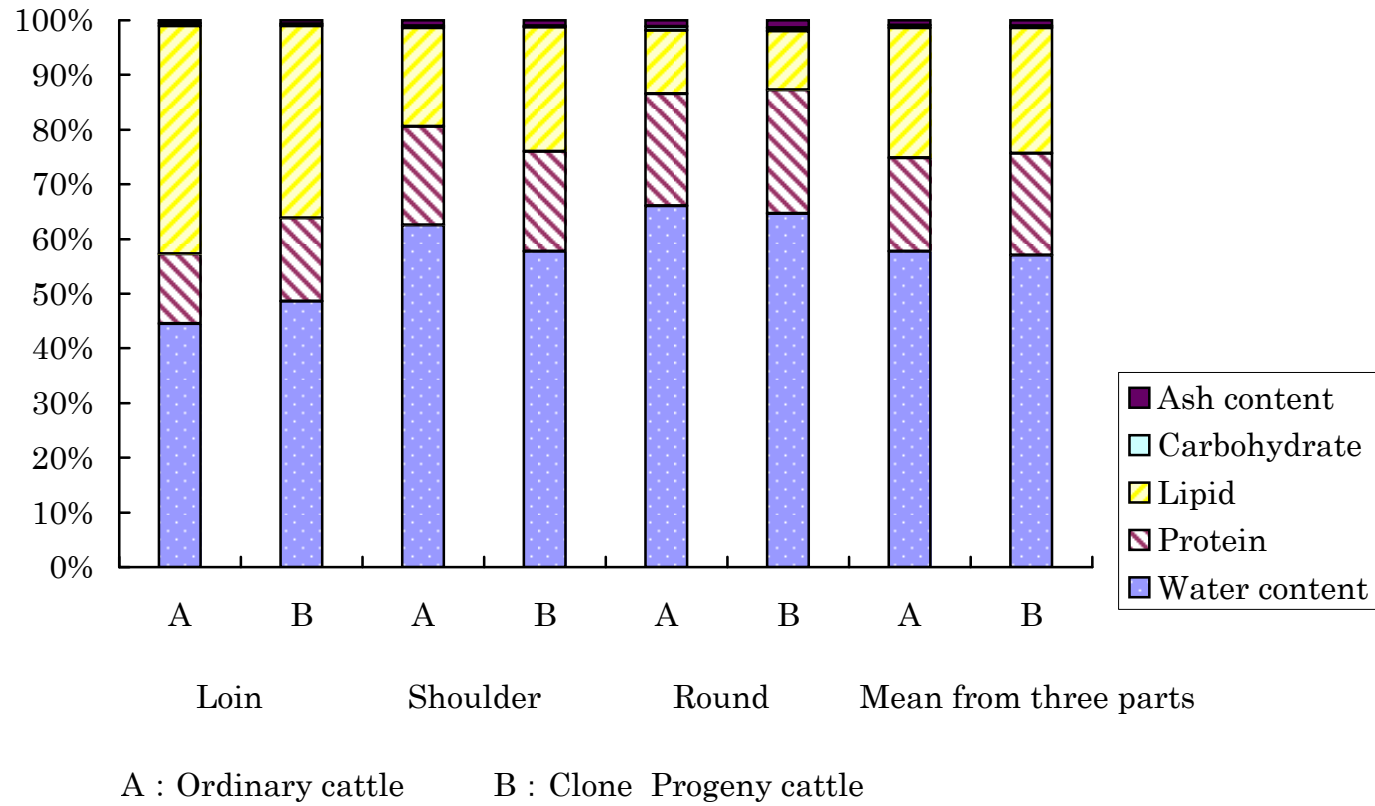 100%
90%
80%
70%
60%
50%
40%
30%
20%
10%
0%
A B A B A B A B
Loin Shoulder Round Mean from three parts
Ash content
Carbohydrate
Lipid
Protein
Water content
A : Ordinary cattle B : Clone Progeny cattle